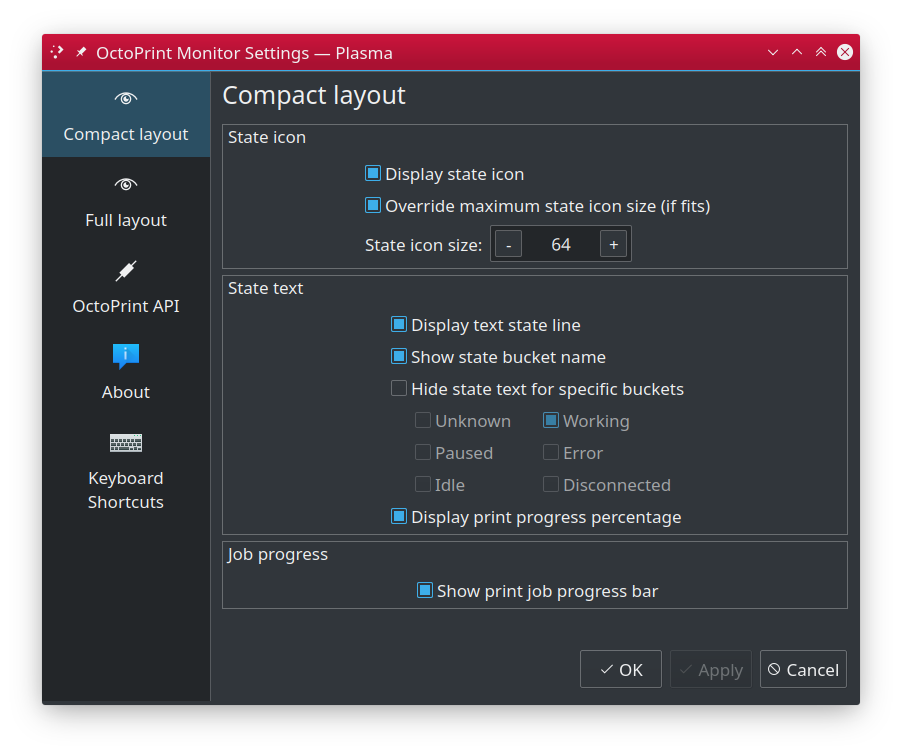 OctoPrint Monitor Settings — Plasma
Compact layout
Full layout
OctoPrint API
About
Keyboard
Shortcuts
Compact layout
State icon
Display state icon
Override maximum state icon size (if fits)
State icon size: - 64 +
State text
Display text state line
Show state bucket name
Hide state text for specific buckets
Unknown Working
Paused Error
Idle Disconnected
Display print progress percentage
Job progress
Show print job progress bar
OK Apply Cancel